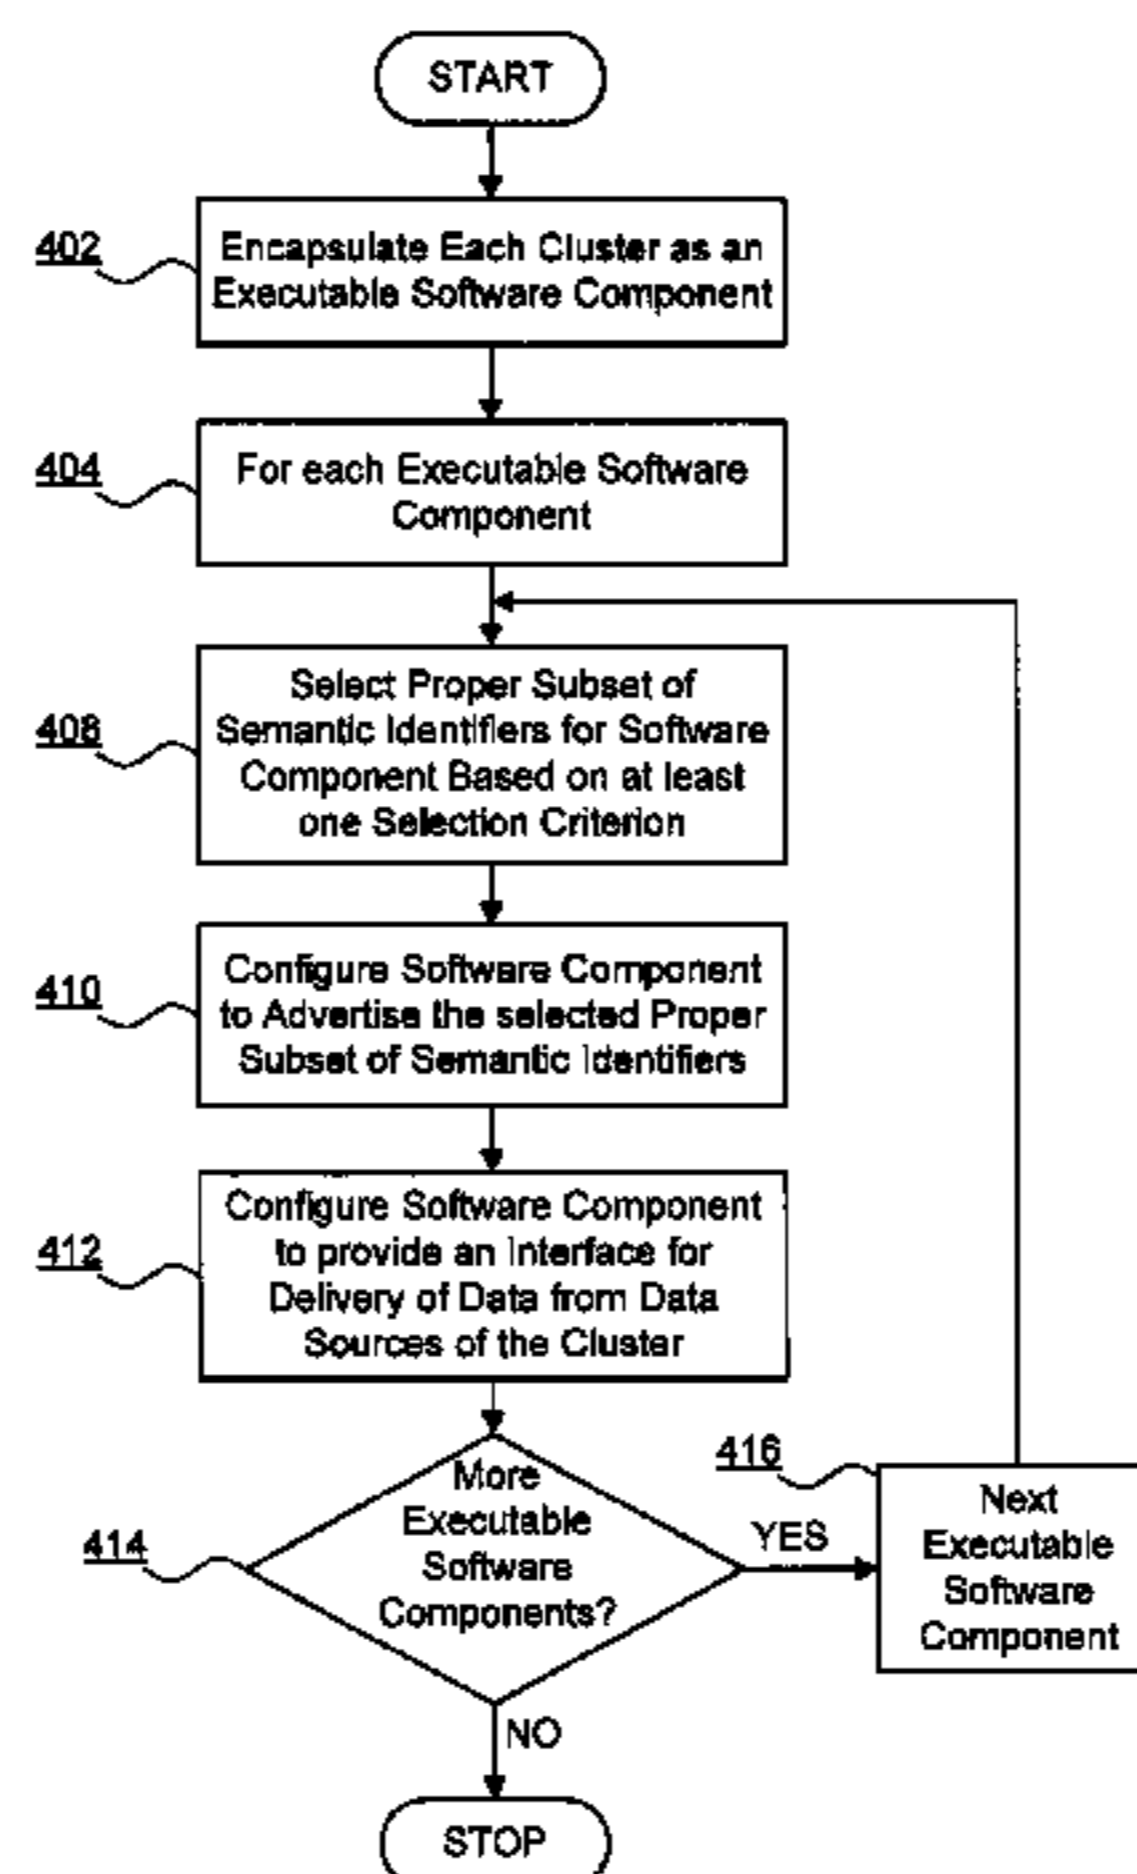 START
402
Encapsulate Each Cluster as an
Executable Software Component
404
For each Executable Software
Component
408
Select Proper Subset of
Semantic Identifiers for Software
Component Based on at least
one Selection Criterion
410
Configure Software Component
to Advertise the selected Proper
Subset of Semantic Identifiers
412
Configure Software Component
to provide an Interface for
Delivery of Data from Data
Sources of the Cluster
414
More
Executable
Software
Components?
YES
416
Next
Executable
Software
Component
NO
STOP